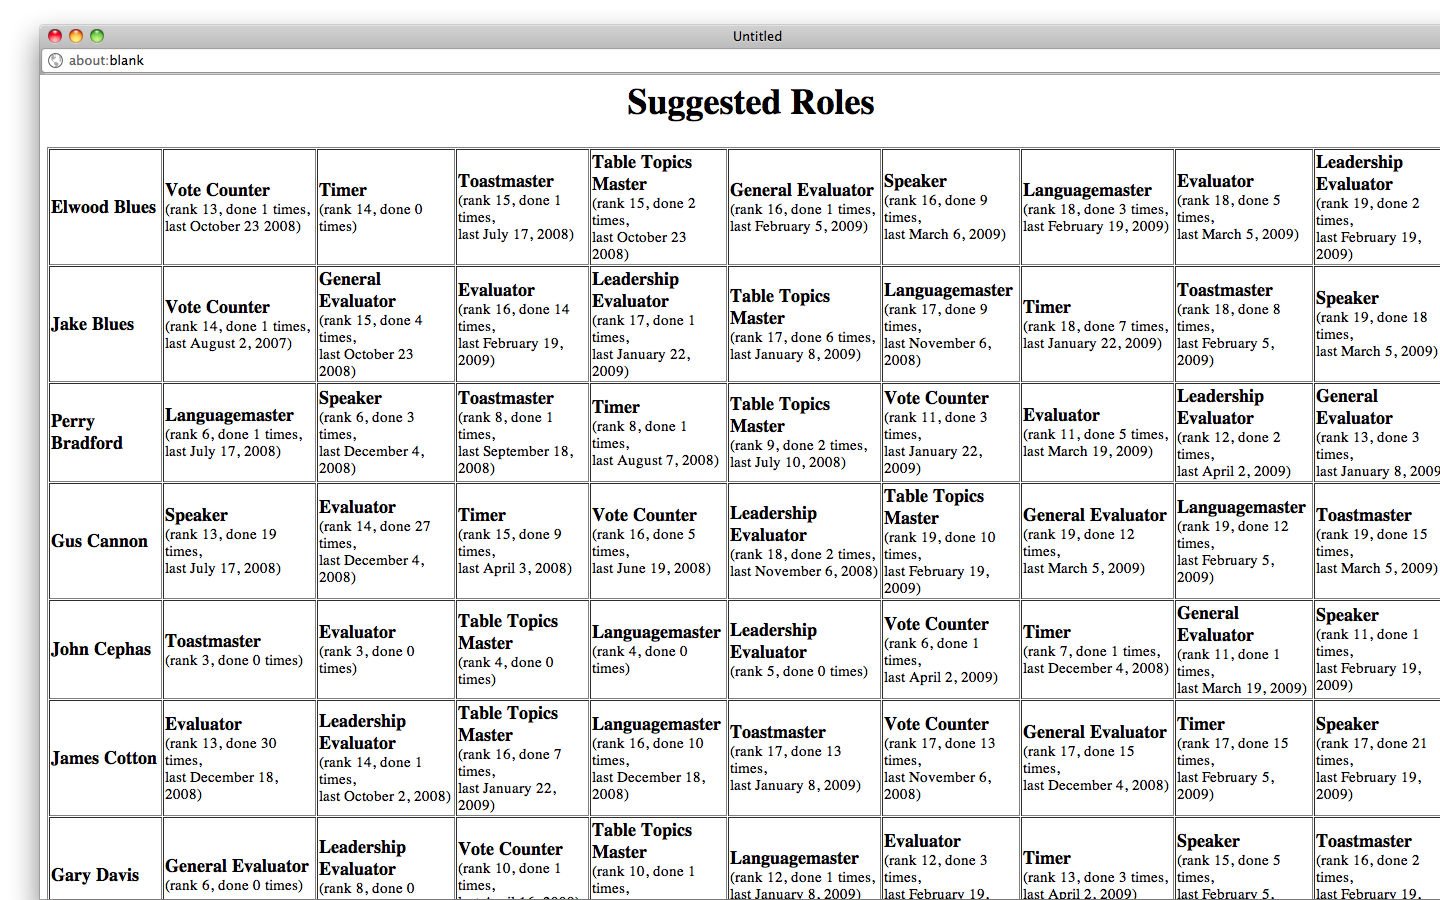 Untitled
about:blank
Suggested Roles
Elwood Blues
Vote Counter
(rank 13, done 1 times,
last October 23 2008)
Timer
(rank 14, done 0
times)
Toastmaster
(rank 15, done 1
times,
last July 17, 2008)
Table Topics
Master
(rank 15, done 2
times,
last October 23
2008)
General Evaluator
(rank 16, done 1 times,
last February 5, 2009)
Speaker
(rank 16, done 9
times,
last March 6, 2009)
Languagemaster
(rank 18, done 3 times,
last February 19, 2009)
Evaluator
(rank 18, done 5
times,
last March 5, 2009)
Leadership
Evaluator
(rank 19, done 2
times,
last February 19,
2009)
Jake Blues
Vote Counter
(rank 14, done 1 times,
last August 2, 2007)
General
Evaluator
(rank 15, done 4
times,
last October 23
2008)
Evaluator
(rank 16, done 14
times,
last February 19,
2009)
Leadership
Evaluator
(rank 17, done 1
times,
last January 22,
2009)
Table Topics
Master
(rank 17, done 6 times,
last January 8, 2009)
Languagemaster
(rank 17, done 9
times,
last November 6,
2008)
Timer
(rank 18, done 7 times,
last January 22, 2009)
Toastmaster
(rank 18, done 8
times,
last February 5,
2009)
Speaker
(rank 19, done 18
times,
last March 5, 2009)
Perry
Bradford
Languagemaster
(rank 6, done 1 times,
last July 17, 2008)
Speaker
(rank 6, done 3
times,
last December 4,
2008)
Toastmaster
(rank 8, done 1
times,
last September 18,
2008)
Timer
(rank 8, done 1
times,
last August 7, 2008)
Table Topics
Master
(rank 9, done 2 times,
last July 10, 2008)
Vote Counter
(rank 11, done 3
times,
last January 22,
2009)
Evaluator
(rank 11, done 5 times,
last March 19, 2009)
Leadership
Evaluator
(rank 12, done 2
times,
last April 2, 2009)
General
Evaluator
(rank 13, done 3
times,
last January 8, 2009
Gus Cannon
Speaker
(rank 13, done 19
times,
last July 17, 2008)
Evaluator
(rank 14, done 27
times,
last December 4,
2008)
Timer
(rank 15, done 9
times,
last April 3, 2008)
Vote Counter
(rank 16, done 5
times,
last June 19, 2008)
Leadership
Evaluator
(rank 18, done 2 times,
last November 6, 2008)
Table Topics
Master
(rank 19, done 10
times,
last February 19,
2009)
General Evaluator
(rank 19, done 12
times,
last March 5, 2009)
Languagemaster
(rank 19, done 12
times,
last February 5,
2009)
Toastmaster
(rank 19, done 15
times,
last March 5, 2009)
John Cephas
Toastmaster
(rank 3, done 0 times)
Evaluator
(rank 3, done 0
times)
Table Topics
Master
(rank 4, done 0
times)
Languagemaster
(rank 4, done 0
times)
Leadership
Evaluator
(rank 5, done 0 times)
Vote Counter
(rank 6, done 1
times,
last April 2, 2009)
Timer
(rank 7, done 1 times,
last December 4, 2008)
General
Evaluator
(rank 11, done 1
times,
last March 19, 2009)
Speaker
(rank 11, done 1
times,
last February 19,
2009)
James Cotton
Evaluator
(rank 13, done 30
times,
last December 18,
2008)
Leadership
Evaluator
(rank 14, done 1
times,
last October 2, 2008)
Table Topics
Master
(rank 16, done 7
times,
last January 22,
2009)
Languagemaster
(rank 16, done 10
times,
last December 18,
2008)
Toastmaster
(rank 17, done 13
times,
last January 8, 2009)
Vote Counter
(rank 17, done 13
times,
last November 6,
2008)
General Evaluator
(rank 17, done 15
times,
last December 4, 2008)
Timer
(rank 17, done 15
times,
last February 5,
2009)
Speaker
(rank 17, done 21
times,
last February 19,
2009)
Gary Davis
General Evaluator
(rank 6, done 0 times)
Leadership
Evaluator
(rank 8, done 0
Vote Counter
(rank 10, done 1
times,
Table Topics
Master
(rank 10, done 1
times,
Languagemaster
(rank 12, done 1 times,
last January 8, 2009)
Evaluator
(rank 12, done 3
times,
last February 19,
Timer
(rank 13, done 3 times,
last April 2, 2009)
Speaker
(rank 15, done 5
times,
last February 5,
Toastmaster
(rank 16, done 2
times,
last February 19,